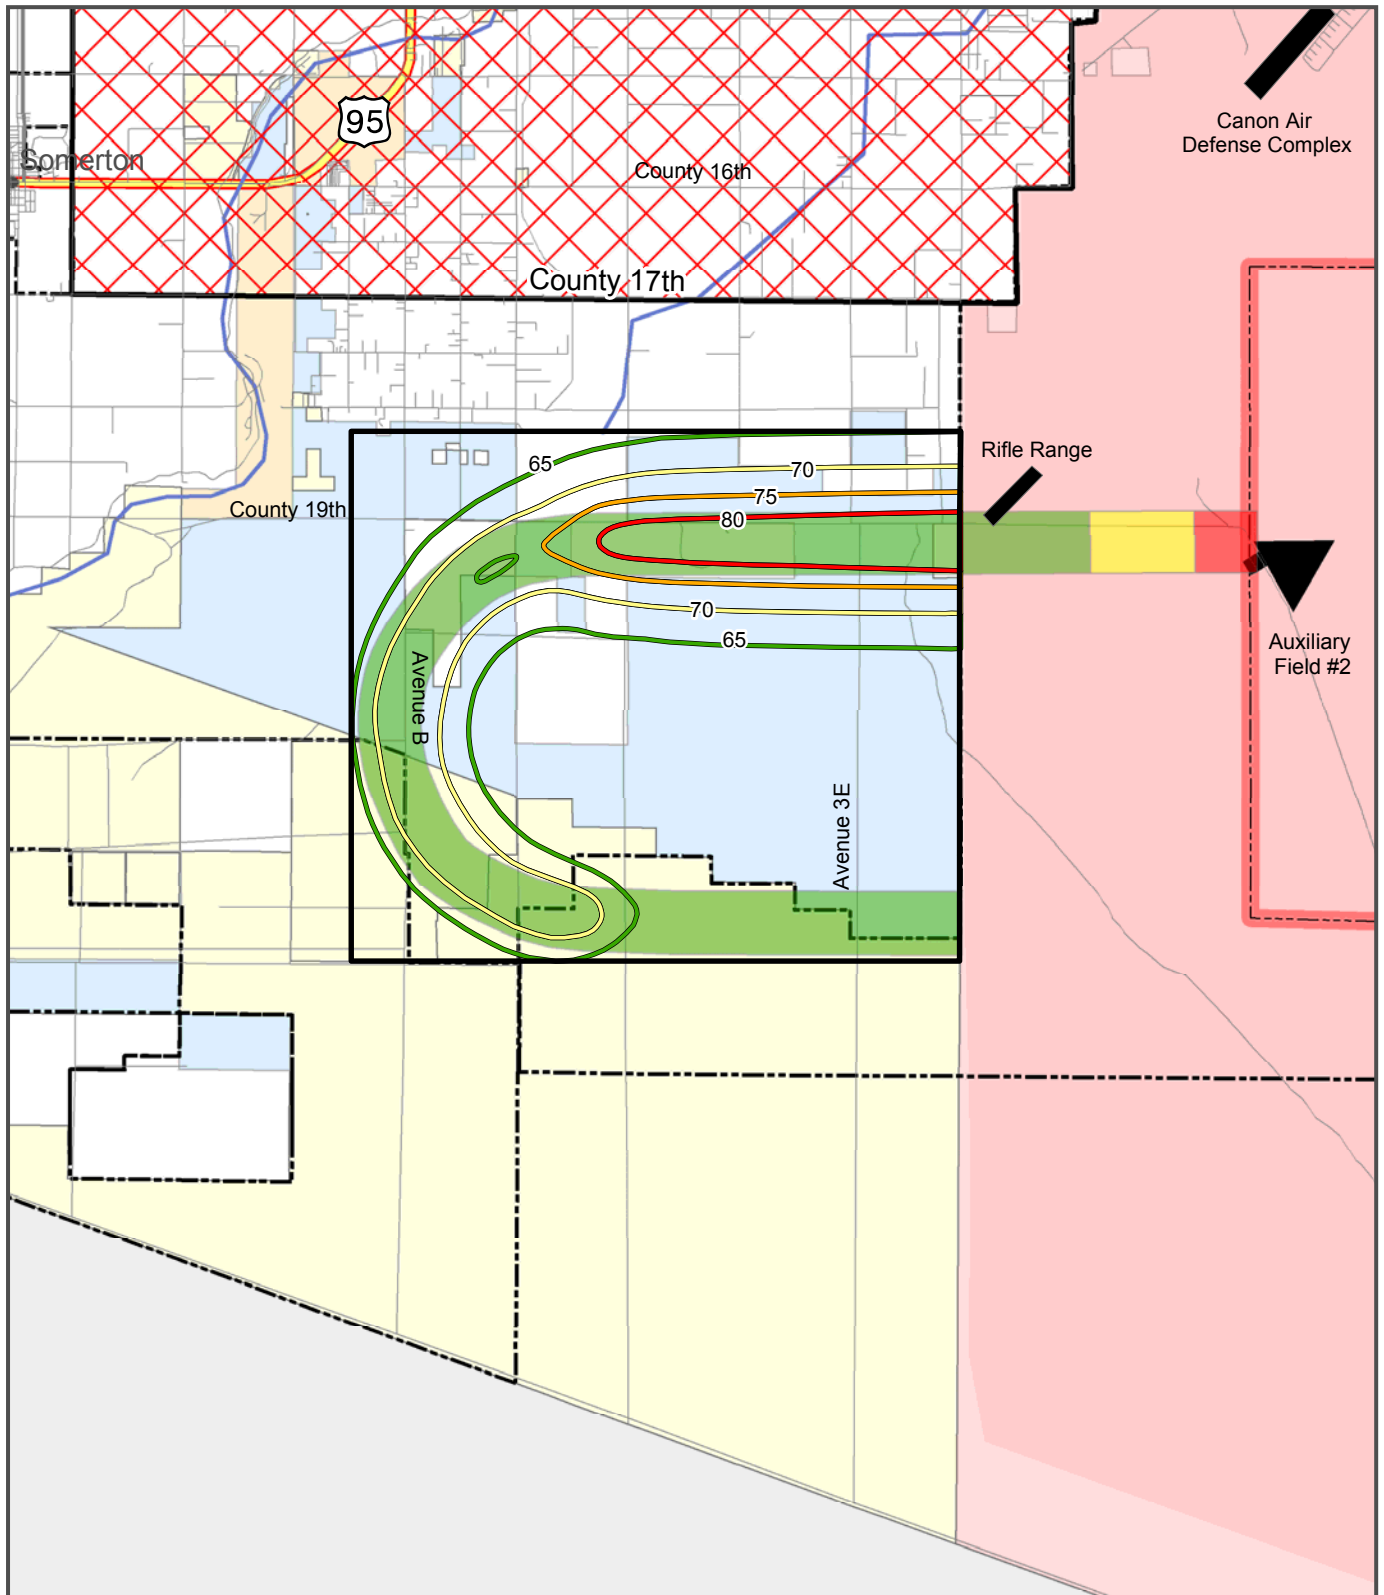 95
Canon Air
Defense Complex
Somerton
County 16th
County 17th
Rifle Range
65
70
75
County 19th
80
70
65
Auxiliary
Field #2
Avenue B
Avenue 3E